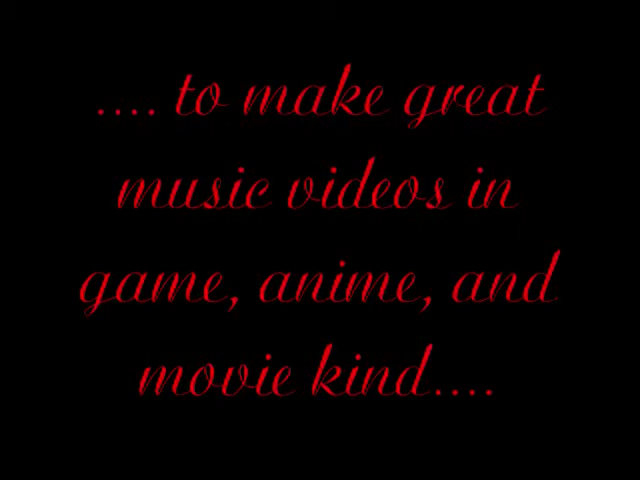 .... to make great
music videos in
game, anime, and
movie kind....